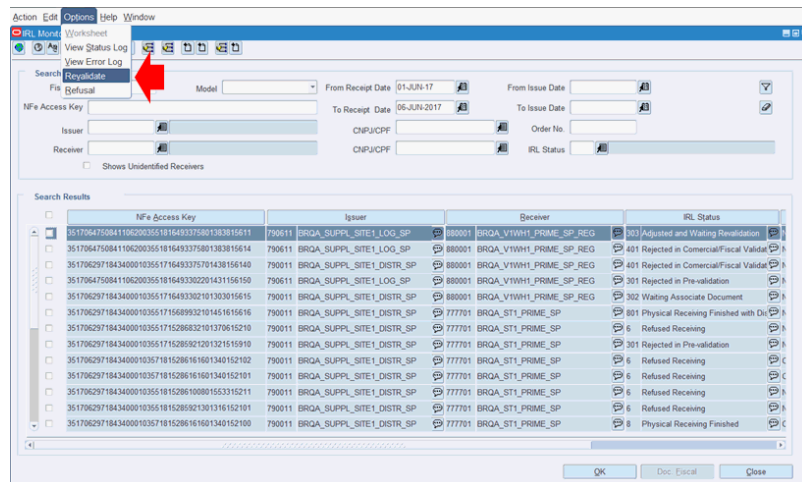 Action Edit Options Help Window
IRL Monit
Worksheet
View Status Log
View Error Log
Revalidate
Refusal
Search
Fis
Model
From Receipt Date 01-JUN-17
From Issue Date
NFe Access Key
To Receipt Date 06-JUN-2017
To Issue Date
Issuer
CNPJ/CPF
Order No.
Receiver
CNPJ/CPF
IRL Status
Shows Unidentified Receivers
Search Results
NFe Access Key Issuer Receiver IRL Status
790611 BRQA_SUPPL_SITE1_LOG_SP 880001 BRQA_V1WH1_PRIME_SP_REG 303 Adjusted and Waiting Revalidation
790611 BRQA_SUPPL_SITE1_LOG_SP 880001 BRQA_V1WH1_PRIME_SP_REG 401 Rejected in Comercial/Fiscal Validat
790011 BRQA_SUPPL_SITE1_DISTR_SP 880001 BRQA_V1WH1_PRIME_SP_REG 401 Rejected in Comercial/Fiscal Validat
790611 BRQA_SUPPL_SITE1_LOG_SP 880001 BRQA_V1WH1_PRIME_SP_REG 301 Rejected in Pre-validation
790011 BRQA_SUPPL_SITE1_DISTR_SP 880001 BRQA_V1WH1_PRIME_SP_REG 302 Waiting Associate Document
790011 BRQA_SUPPL_SITE1_DISTR_SP 777701 BRQA_ST1_PRIME_SP 801 Physical Receiving Finished with Dis
790011 BRQA_SUPPL_SITE1_DISTR_SP 777701 BRQA_ST1_PRIME_SP 6 Refused Receiving
790011 BRQA_SUPPL_SITE1_DISTR_SP 777701 BRQA_ST1_PRIME_SP 301 Rejected in Pre-validation
790011 BRQA_SUPPL_SITE1_DISTR_SP 777701 BRQA_ST1_PRIME_SP 6 Refused Receiving
790011 BRQA_SUPPL_SITE1_DISTR_SP 777701 BRQA_ST1_PRIME_SP 6 Refused Receiving
790011 BRQA_SUPPL_SITE1_DISTR_SP 777701 BRQA_ST1_PRIME_SP 6 Refused Receiving
790011 BRQA_SUPPL_SITE1_DISTR_SP 777701 BRQA_ST1_PRIME_SP 6 Refused Receiving
790011 BRQA_SUPPL_SITE1_DISTR_SP 777701 BRQA_ST1_PRIME_SP 8 Physical Receiving Finished
OK Doc. Fiscal Close